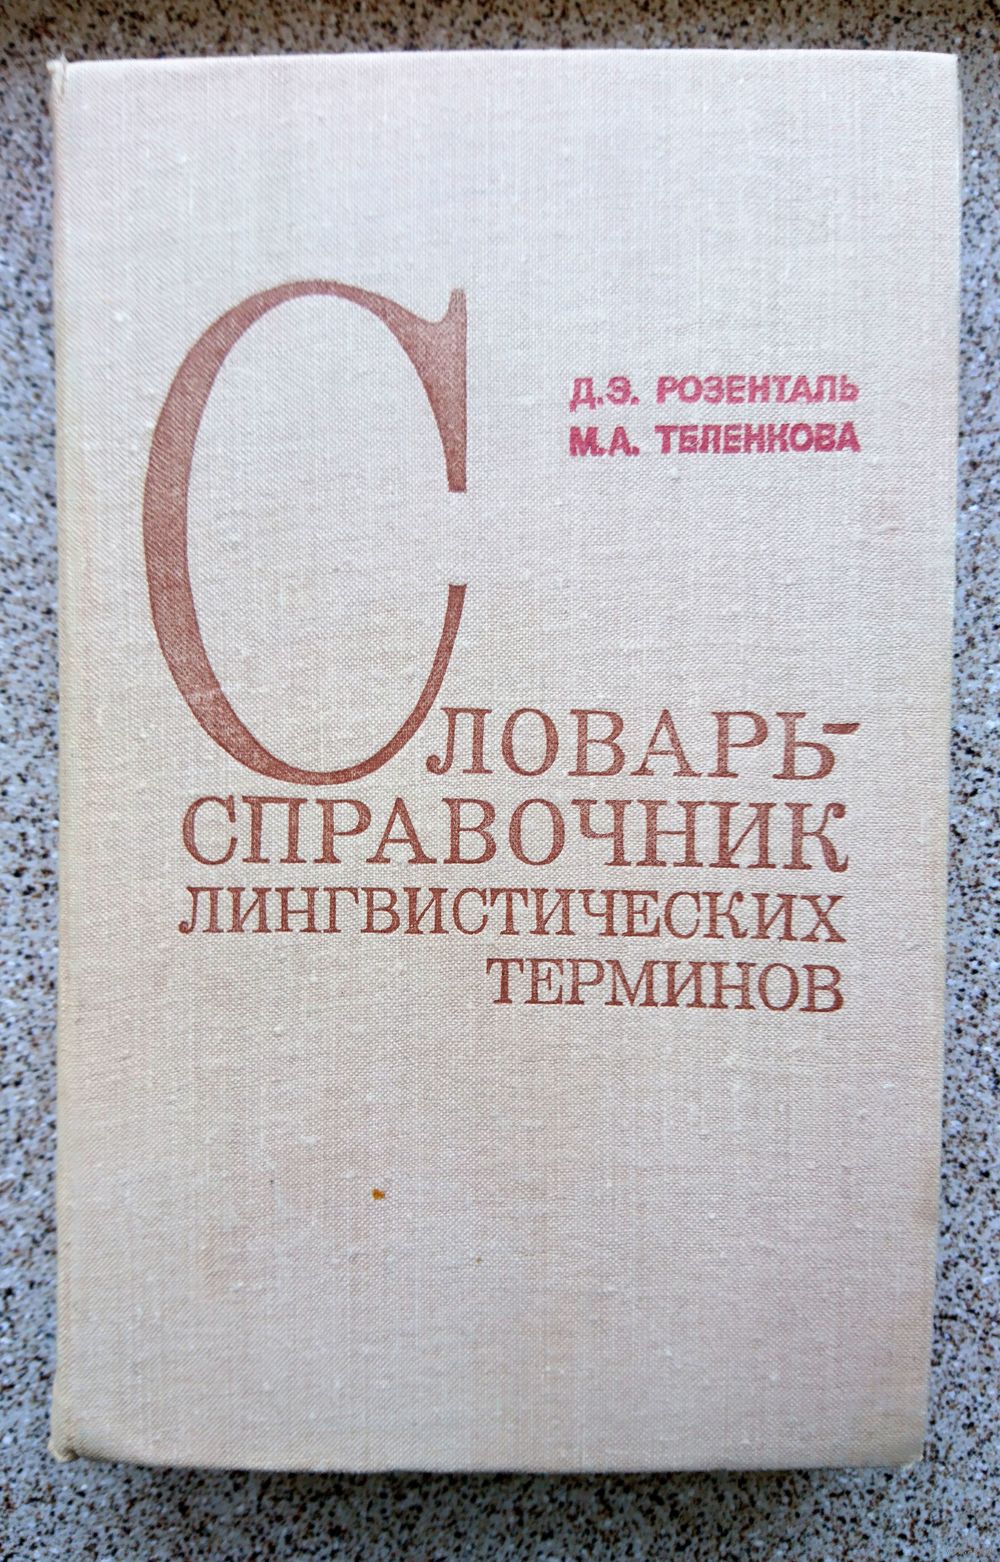 Д.Э. РОЗЕНТАЛЬ
М.А. ТЕЛЕНКОВА
СЛОВАРЬ-
СПРАВОЧНИК
ЛИНГВИСТИЧЕСКИХ
ТЕРМИНОВ